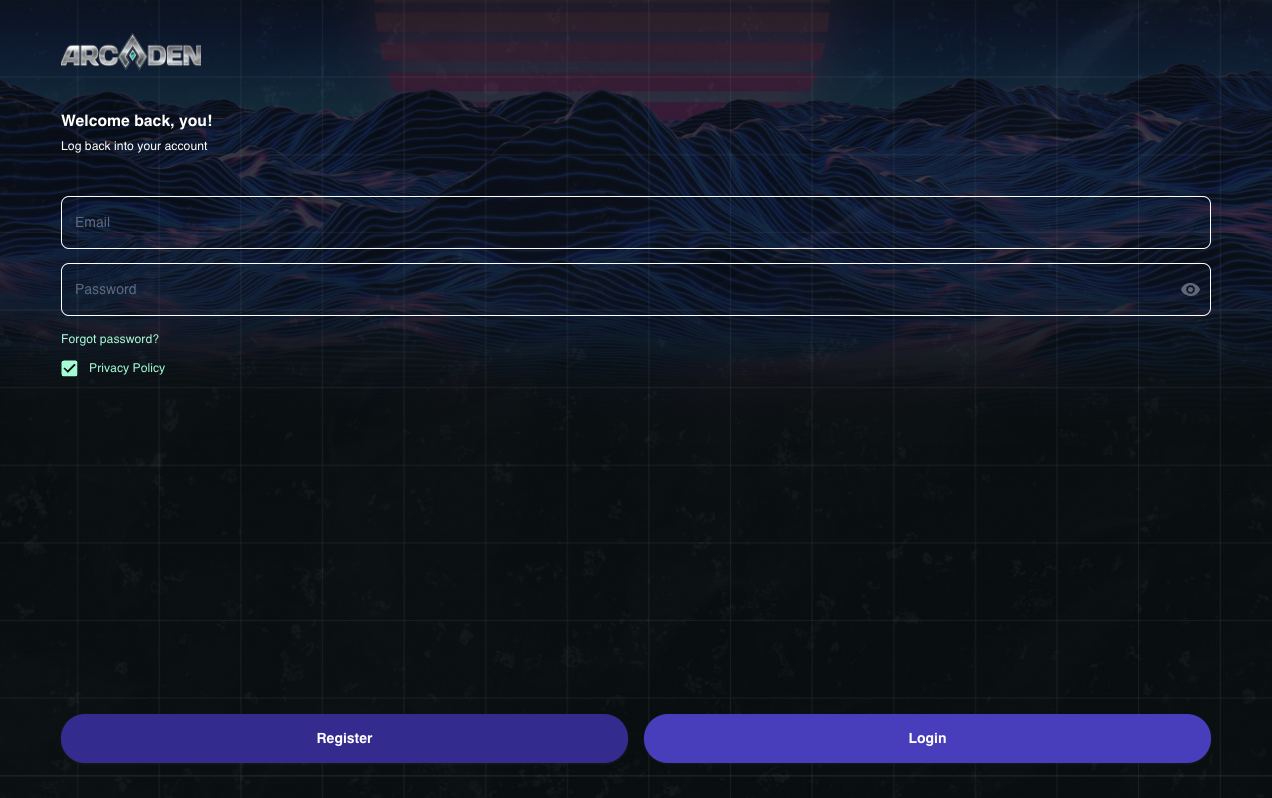 ARCADEN
Welcome back, you!
Log back into your account
Email
Password
Forgot password?
Privacy Policy
Register
Login